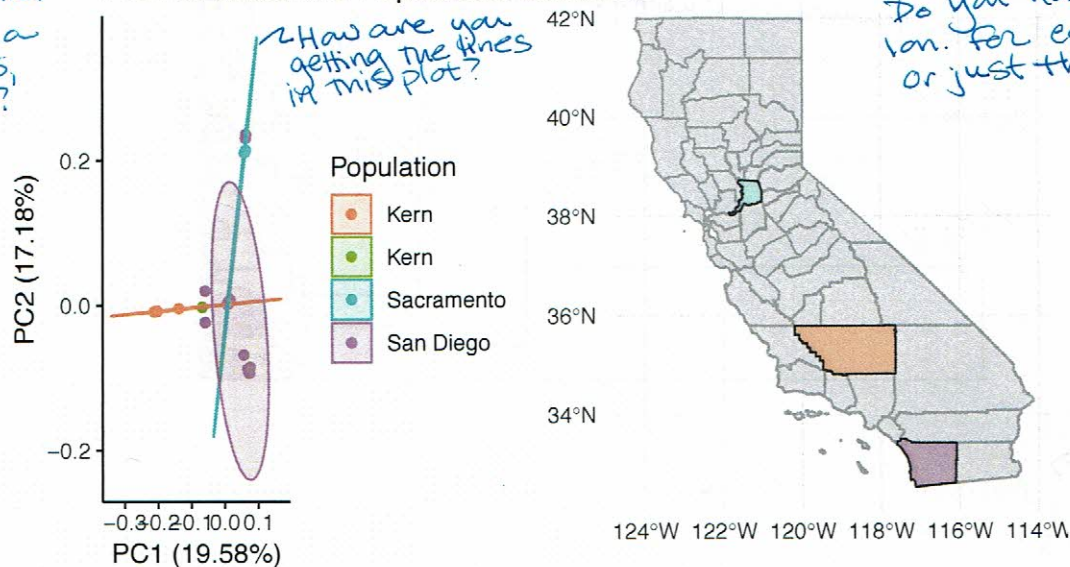 How are you
getting the lines
in this plot?
Do you
ion. for
or just
0.2
0.0
−0.2
PC2 (17.18%)
−0.3−0.2−0.10.00.1
PC1 (19.58%)
Population
Kern
Kern
Sacramento
San Diego
42°N
40°N
38°N
36°N
34°N
124°W 122°W 120°W 118°W 116°W 114°W